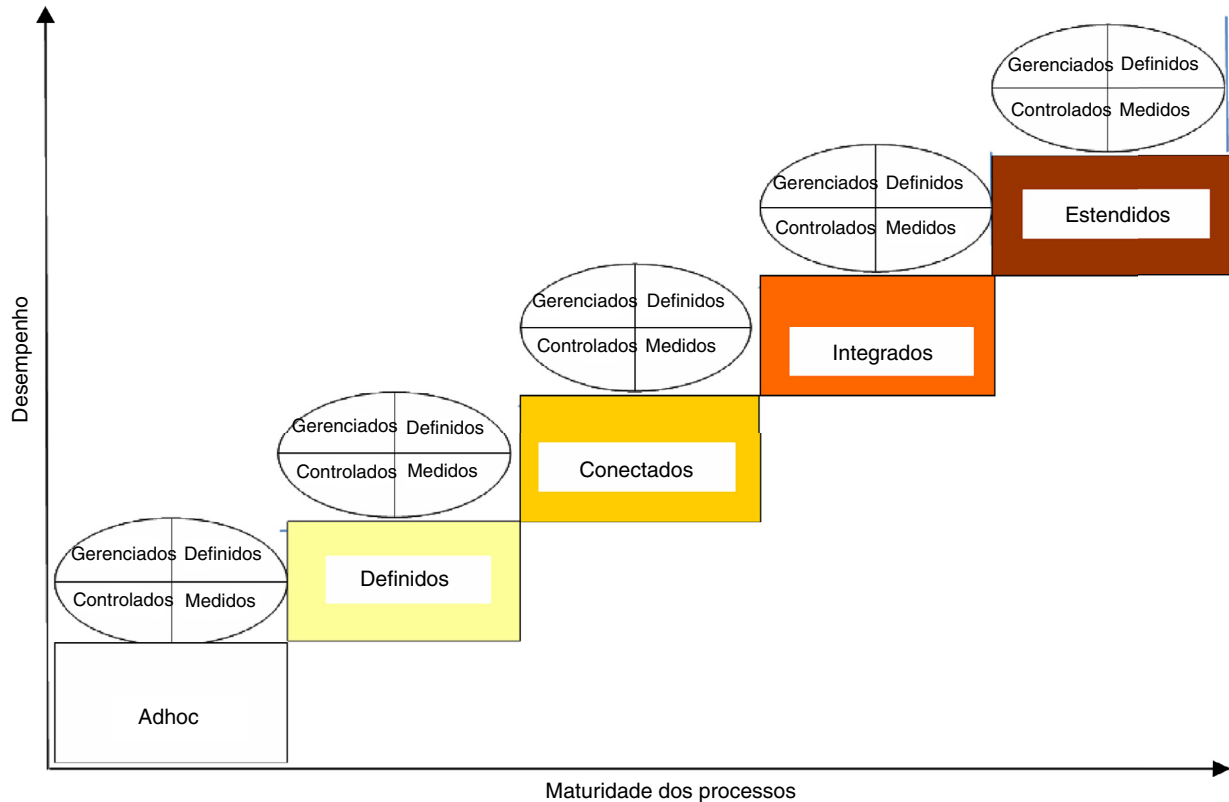 Gerenciados Definidos
Controlados Medidos
Estendidos
Gerenciados Definidos
Controlados Medidos
Integrados
Gerenciados Definidos
Controlados Medidos
Conectados
Gerenciados Definidos
Controlados Medidos
Definidos
Gerenciados Definidos
Controlados Medidos
Adhoc
Desempenho
Maturidade dos processos